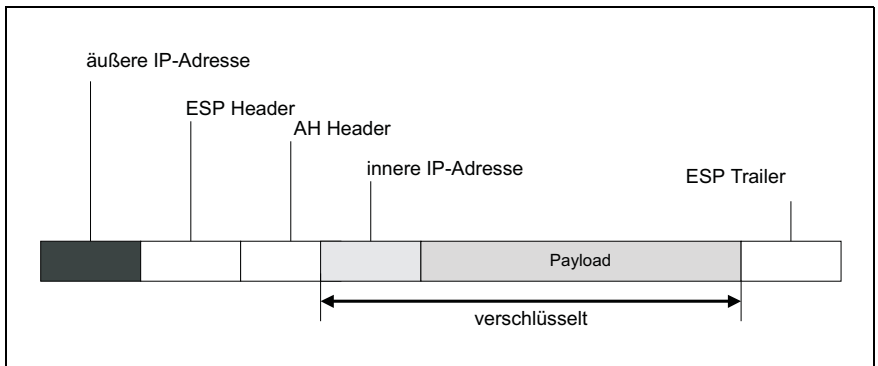 äußere IP-Adresse
ESP Header
AH Header
innere IP-Adresse
ESP Trailer
Payload
verschlüsselt